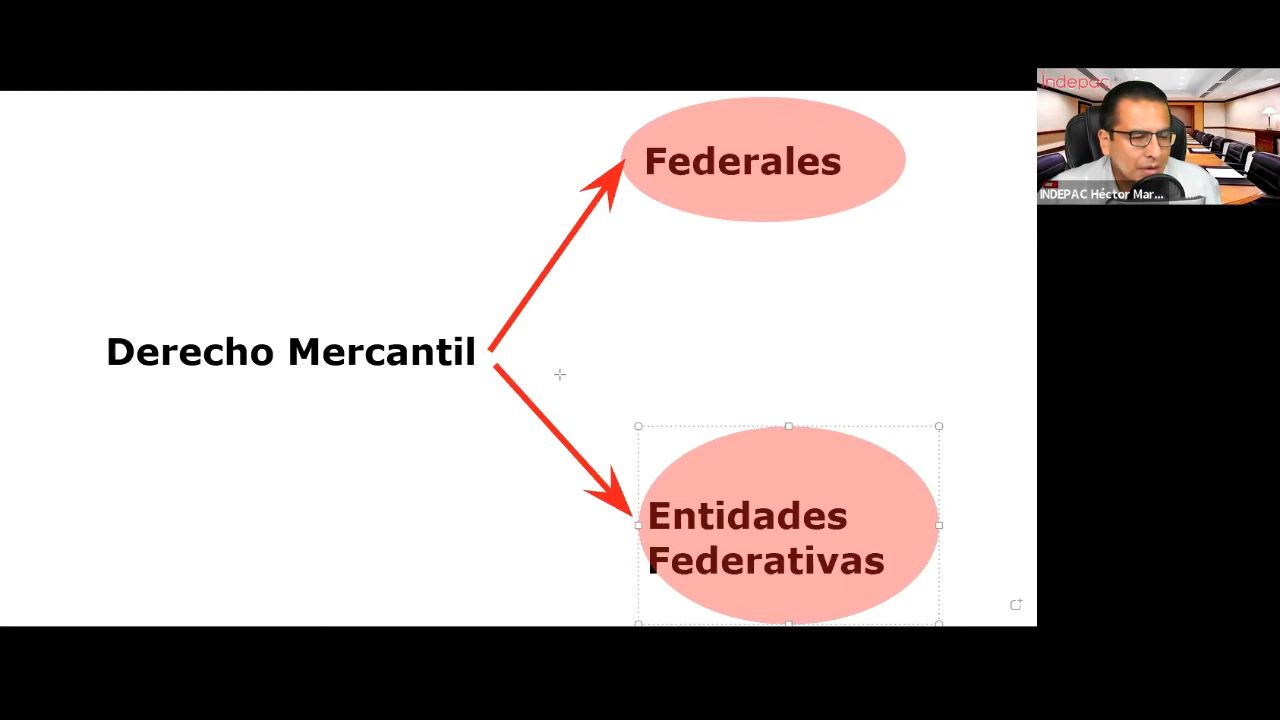 Federales
Derecho Mercantil
Entidades
Federativas
Indepac
INDEPAC Héctor Mar...